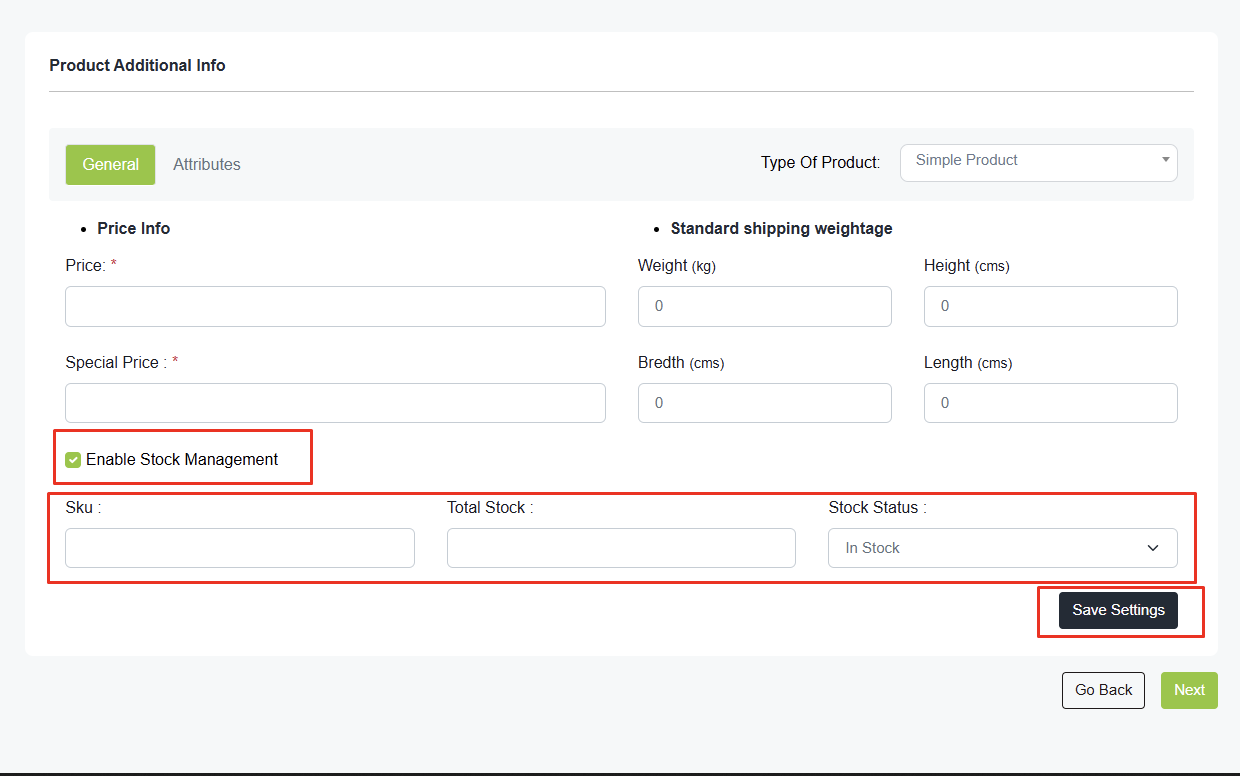 Product Additional Info
General Attributes Type Of Product: Simple Product
Price Info Standard shipping weightage
Price: * Weight (kg) Height (cms)
0 0
Special Price : * Bredth (cms) Length (cms)
0 0
Enable Stock Management
Sku : Total Stock : Stock Status :
In Stock
Save Settings
Go Back Next